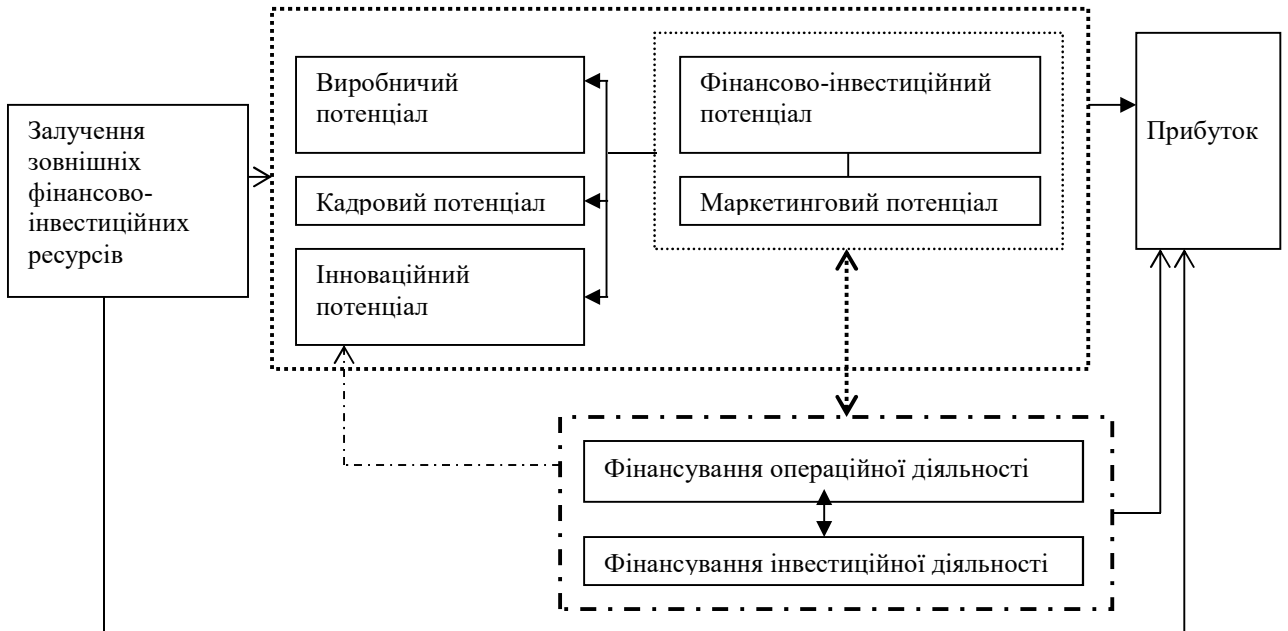 Залучення
зовнішніх
фінансово-
інвестиційних
ресурсів
Виробничий
потенціал
Кадровий потенціал
Інноваційний
потенціал
Фінансово-інвестиційний
потенціал
Маркетинговий потенціал
Прибуток
Фінансування операційної діяльності
Фінансування інвестиційної діяльності